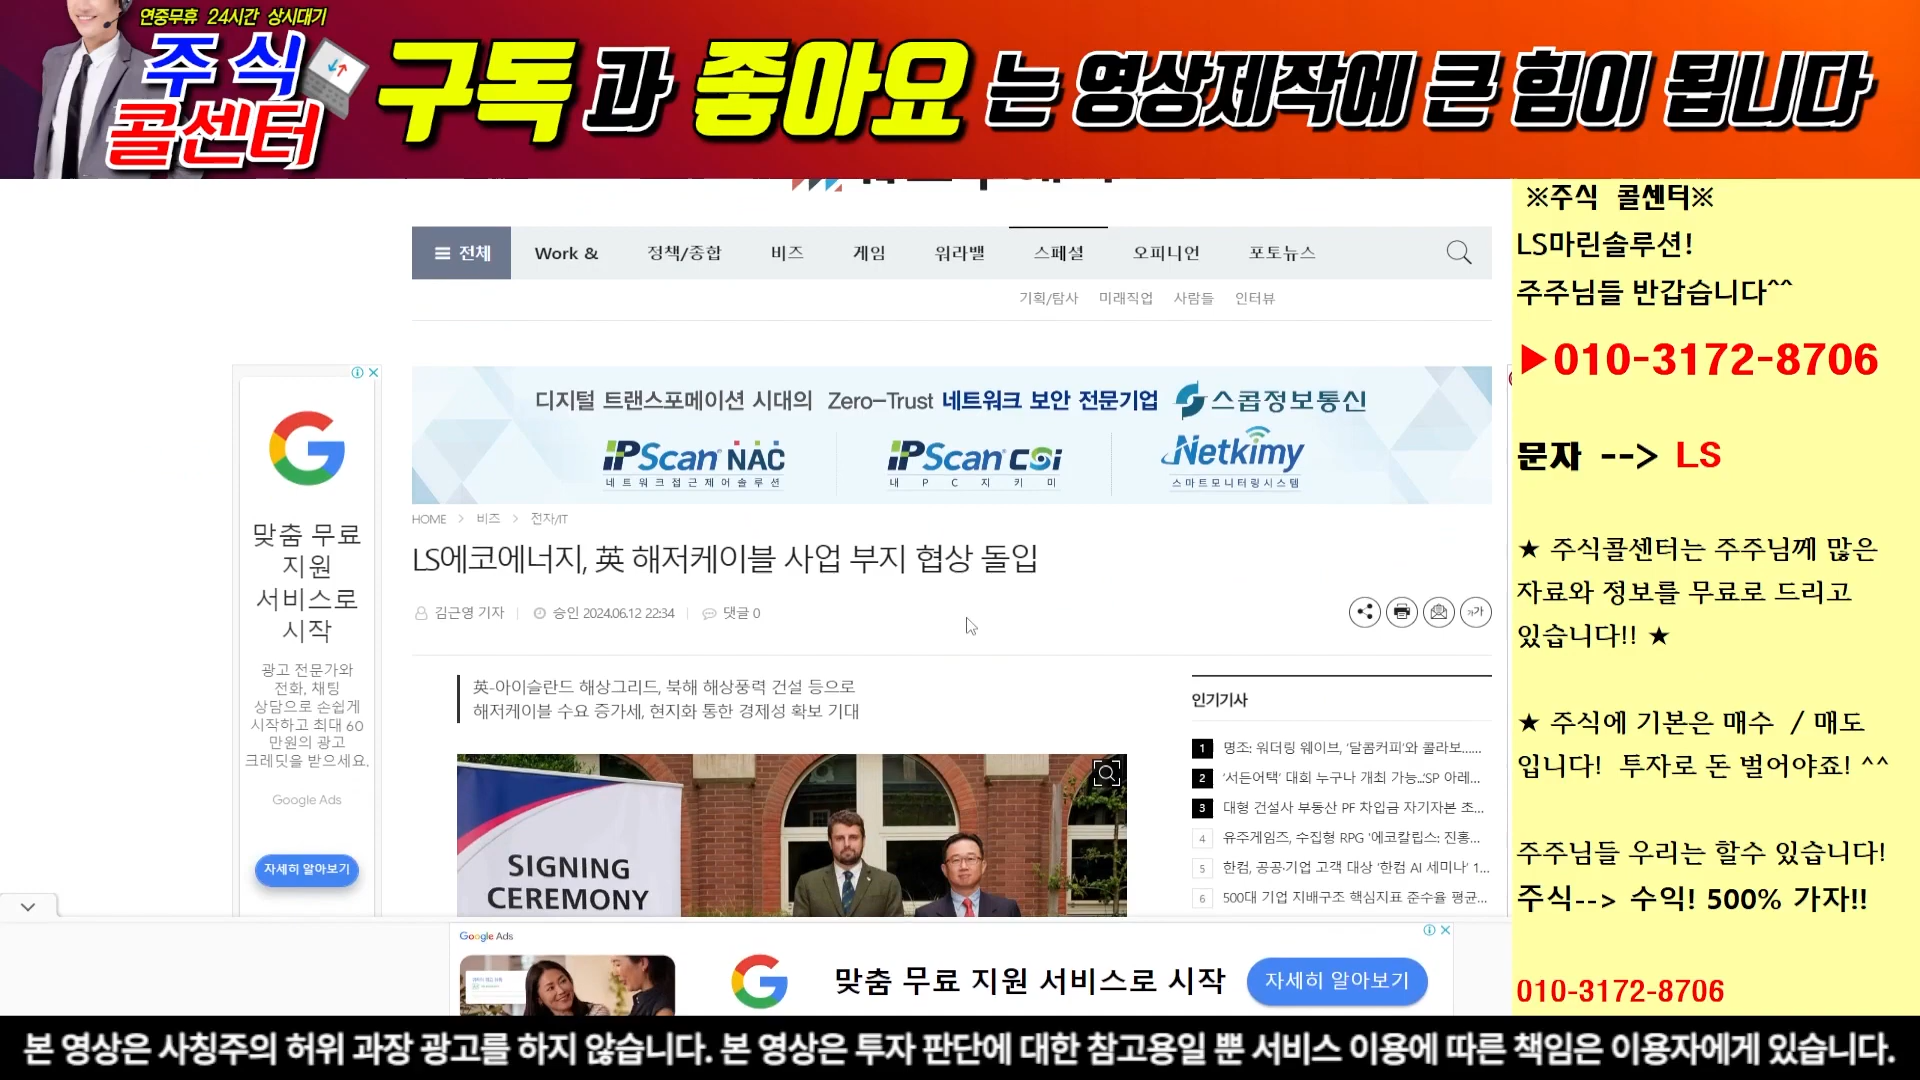 연중무휴 24시간 상시대기
주식
콜센터
구독과 좋아요는 영상제작에 큰 힘이 됩니다
전체 Work & 정책/종합 비즈 게임 워라밸 스페셜 오피니언 포토뉴스
기획/탐사 미래직업 사람들 인터뷰
맞춤 무료
지원
서비스로
시작
광고 전문가와
전화, 채팅
상담으로 손쉽게
시작하고 최대 60
만원의 광고
크레딧을 받으세요.
Google Ads
자세히 알아보기
디지털 트랜스포메이션 시대의 Zero-Trust 네트워크 보안 전문기업 스콥정보통신
IPScan NAC
네트워크접근제어솔루션
IPScan CSi
내PC지키미
Netkimy
스마트모니터링시스템
HOME > 비즈 > 전자/IT
LS에코에너지, 英 해저케이블 사업 부지 협상 돌입
김근영 기자 승인 2024.06.12 22:34 댓글 0
가가
英-아이슬란드 해상그리드, 북해 해상풍력 건설 등으로
해저케이블 수요 증가세, 현지화 통한 경제성 확보 기대
SIGNING
CEREMONY
인기기사
1 명조: 워더링 웨이브, '달콤커피'와 콜라보......
2 '서든어택' 대회 누구나 개최 가능...'SP 아레...
3 대형 건설사 부동산 PF 차입금 자기자본 초...
4 유주게임즈, 수집형 RPG '에코칼립스: 진홍...
5 한컴, 공공·기업 고객 대상 '한컴 AI 세미나' 1...
6 500대 기업 지배구조 핵심지표 준수율 평균...
Google Ads
맞춤 무료 지원 서비스로 시작
자세히 알아보기
※주식 콜센터※
LS마린솔루션!
주주님들 반갑습니다^^
▶010-3172-8706
문자 --> LS
★ 주식콜센터는 주주님께 많은
자료와 정보를 무료로 드리고
있습니다!! ★
★ 주식에 기본은 매수 / 매도
입니다! 투자로 돈 벌어야죠! ^^
주주님들 우리는 할수 있습니다!
주식--> 수익! 500% 가자!!
010-3172-8706
본 영상은 사칭주의 허위 과장 광고를 하지 않습니다. 본 영상은 투자 판단에 대한 참고용일 뿐 서비스 이용에 따른 책임은 이용자에게 있습니다.